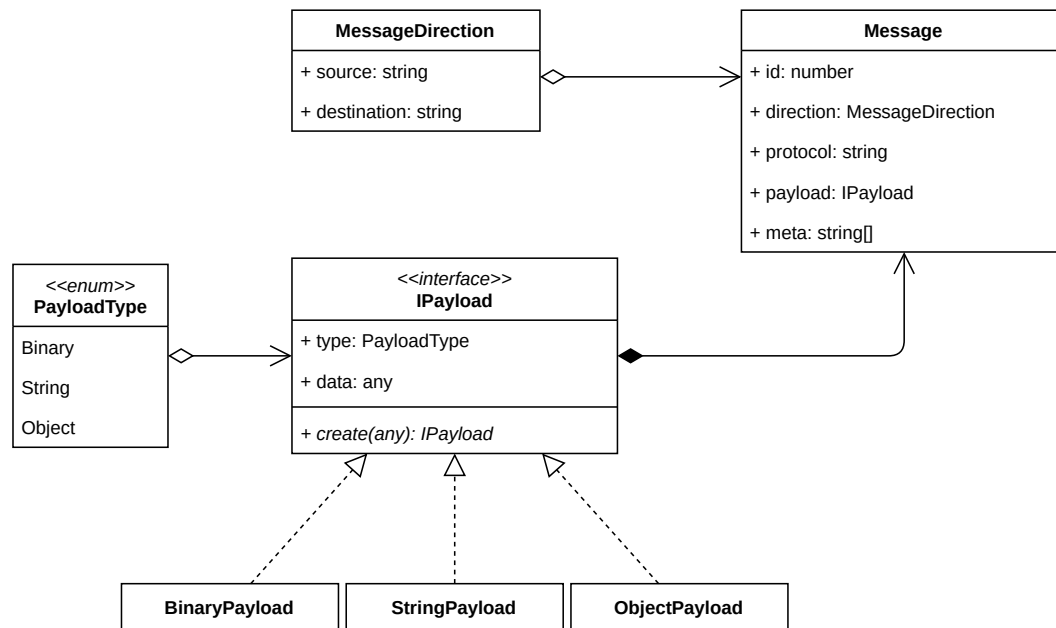 MessageDirection
+ source: string
+ destination: string
Message
+ id: number
+ direction: MessageDirection
+ protocol: string
+ payload: IPayload
+ meta: string[]
<<enum>>
PayloadType
Binary
String
Object
<<interface>>
IPayload
+ type: PayloadType
+ data: any
+ create(any): IPayload
BinaryPayload
StringPayload
ObjectPayload